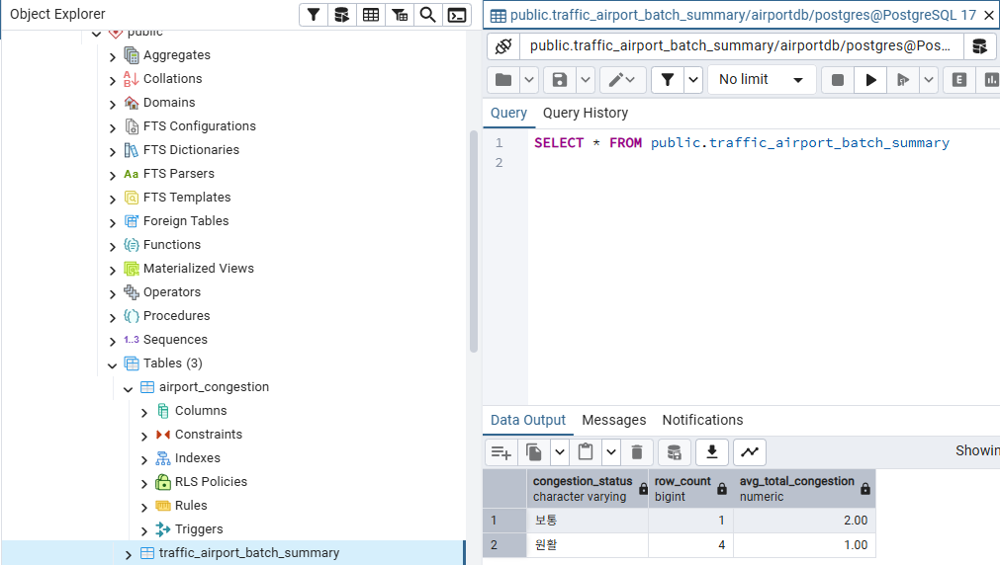 Object Explorer
public
Aggregates
Collations
Domains
FTS Configurations
FTS Dictionaries
Aa FTS Parsers
FTS Templates
Foreign Tables
Functions
Materialized Views
Operators
Procedures
1..3 Sequences
Tables (3)
airport_congestion
Columns
Constraints
Indexes
RLS Policies
Rules
Triggers
traffic_airport_batch_summary
public.traffic_airport_batch_summary/airportdb/postgres@PostgreSQL 17
public.traffic_airport_batch_summary/airportdb/postgres@Pos...
No limit
E
Query Query History
1 SELECT * FROM public.traffic_airport_batch_summary
2
Data Output Messages Notifications
Showin
congestion_status row_count avg_total_congestion
character varying bigint numeric
1 보통 1 2.00
2 원활 4 1.00